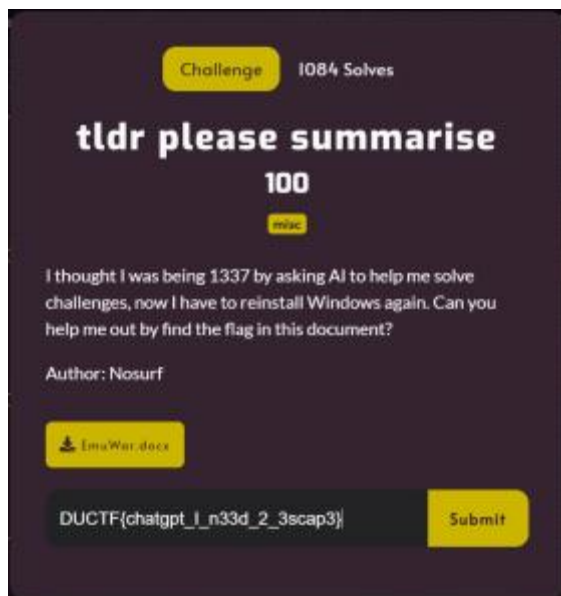 Challenge
1084 Solves
tldr please summarise
100
misc
I thought I was being 1337 by asking AI to help me solve
challenges, now I have to reinstall Windows again. Can you
help me out by find the flag in this document?
Author: Nosurf
EmuWar.docx
DUCTF{chatgpt_I_n33d_2_3scap3}
Submit